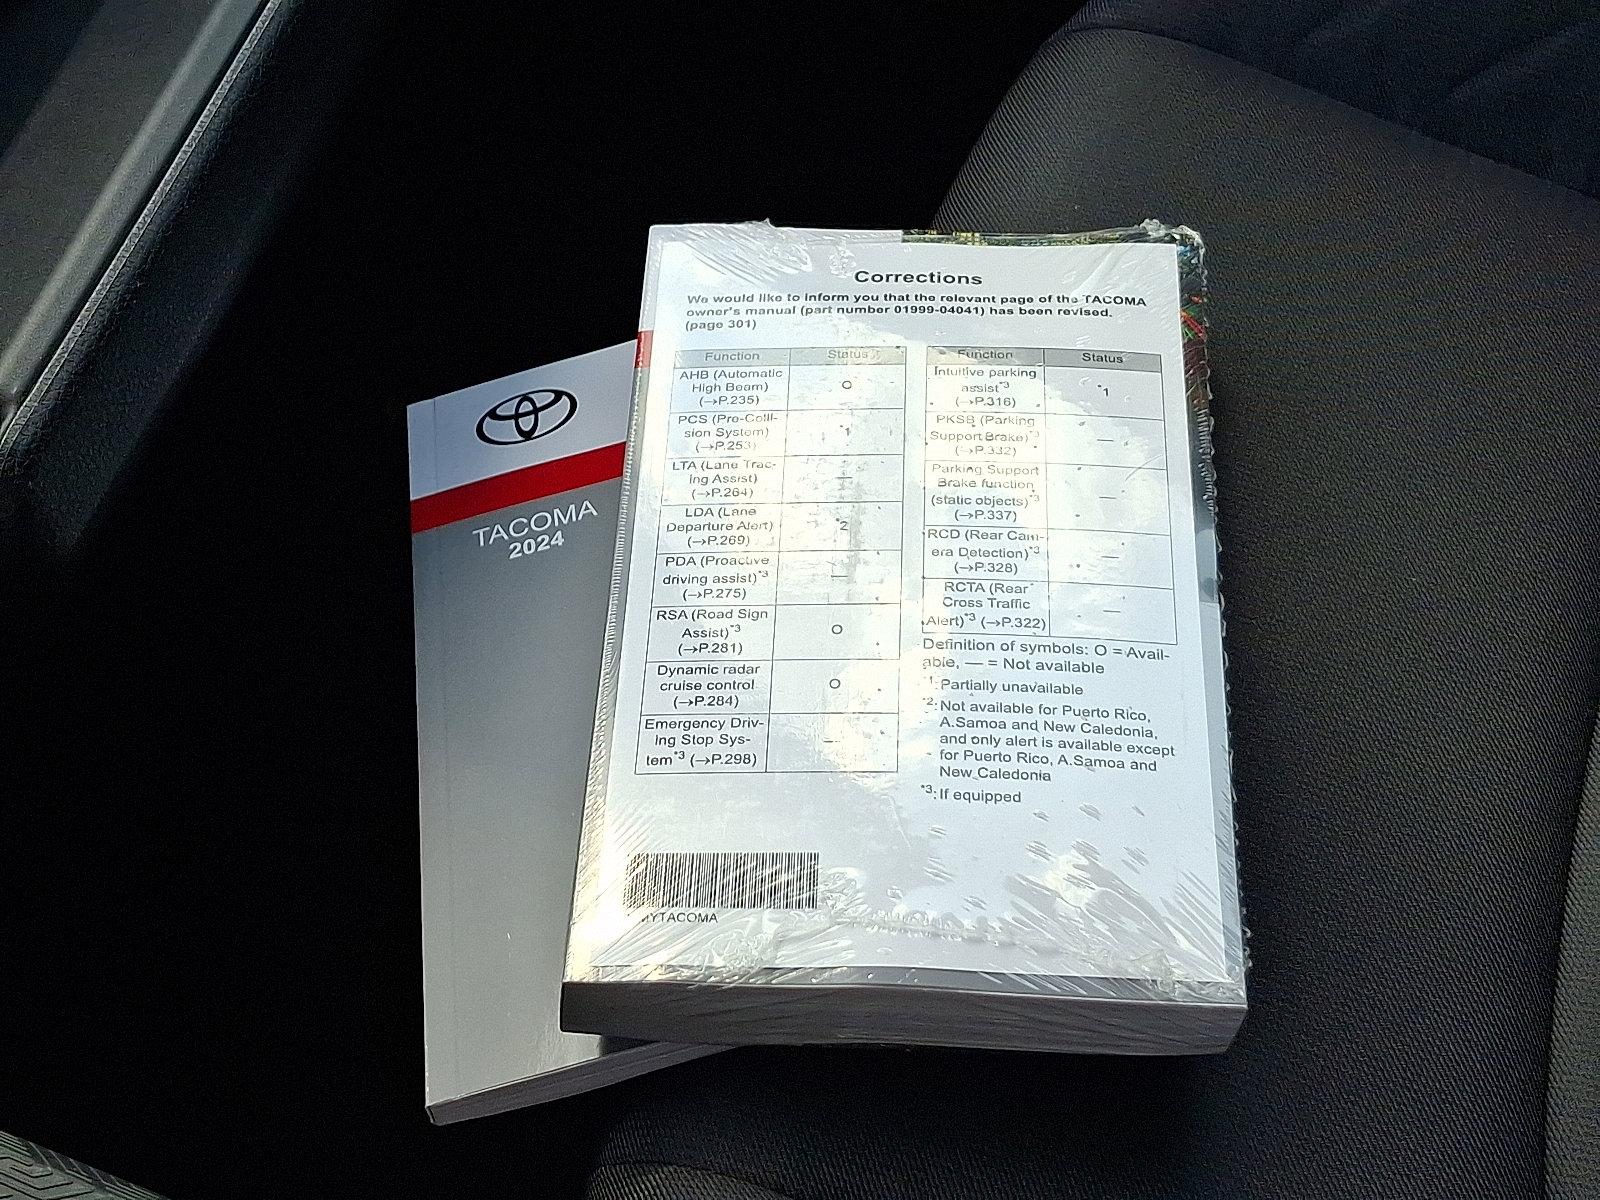 Corrections
We would like to inform you that the relevant page of the TACOMA
owner's manual (part number 01999-04041) has been revised.
(page 301)
Function Status
AHB (Automatic
High Beam)
(→P.235)
O
PCS (Pre-Colli-
sion System)
(→P.253)
*1
LTA (Lane Trac-
ing Assist)
(→P.264)
—
LDA (Lane
Departure Alert)
(→P.269)
*2
PDA (Proactive
driving assist)*3
(→P.275)
—
RSA (Road Sign
Assist)*3
(→P.281)
O
Dynamic radar
cruise control
(→P.284)
O
Emergency Driv-
ing Stop Sys-
tem*3 (→P.298)
—
Function Status
Intuitive parking
assist*3
(→P.316)
*1
PKSB (Parking
Support Brake)*3
(→P.332)
—
Parking Support
Brake function
(static objects)*3
(→P.337)
—
RCD (Rear Cam-
era Detection)*3
(→P.328)
—
RCTA (Rear
Cross Traffic
Alert)*3 (→P.322)
—
Definition of symbols: O = Avail-
able, — = Not available
*1: Partially unavailable
*2: Not available for Puerto Rico,
A.Samoa and New Caledonia,
and only alert is available except
for Puerto Rico, A.Samoa and
New Caledonia
*3: If equipped
MYTACOMA
TACOMA
2024